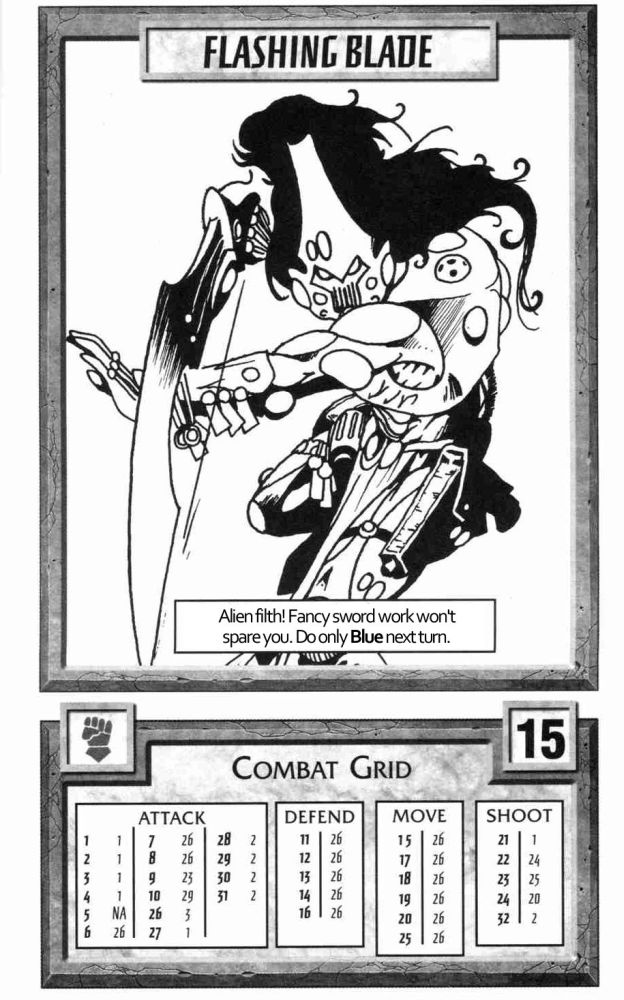 FLASHING BLADE
Alien filth! Fancy sword work won't
spare you. Do only Blue next turn.
15
COMBAT GRID
ATTACK
1 1 7 26 28 2
2 1 8 26 29 2
3 1 9 23 30 2
4 1 10 29 31 2
5 NA 26 3
6 26 27 1
DEFEND
11 26
12 26
13 26
14 26
16 26
MOVE
15 26
17 26
18 26
19 26
20 26
25 26
SHOOT
21 1
22 24
23 25
24 20
32 2